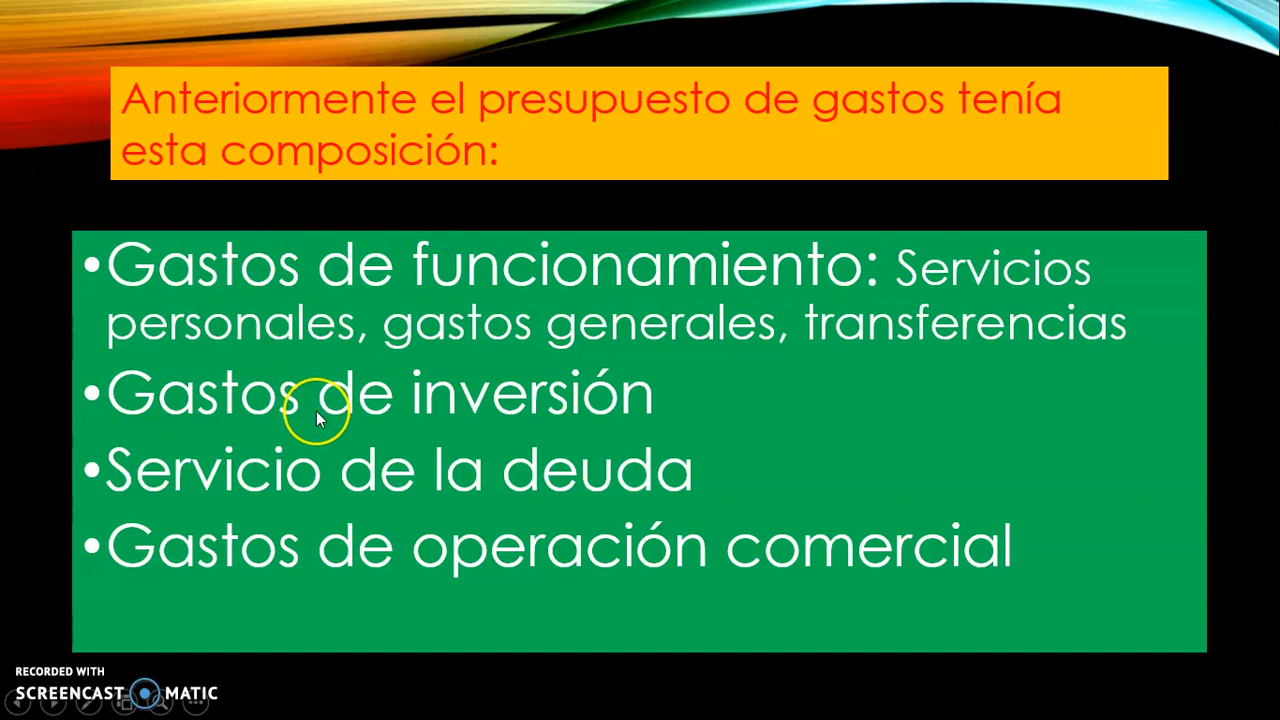 Anteriormente el presupuesto de gastos tenía
esta composición:
•Gastos de funcionamiento: Servicios
personales, gastos generales, transferencias
•Gastos de inversión
•Servicio de la deuda
•Gastos de operación comercial
RECORDED WITH
SCREENCAST MATIC